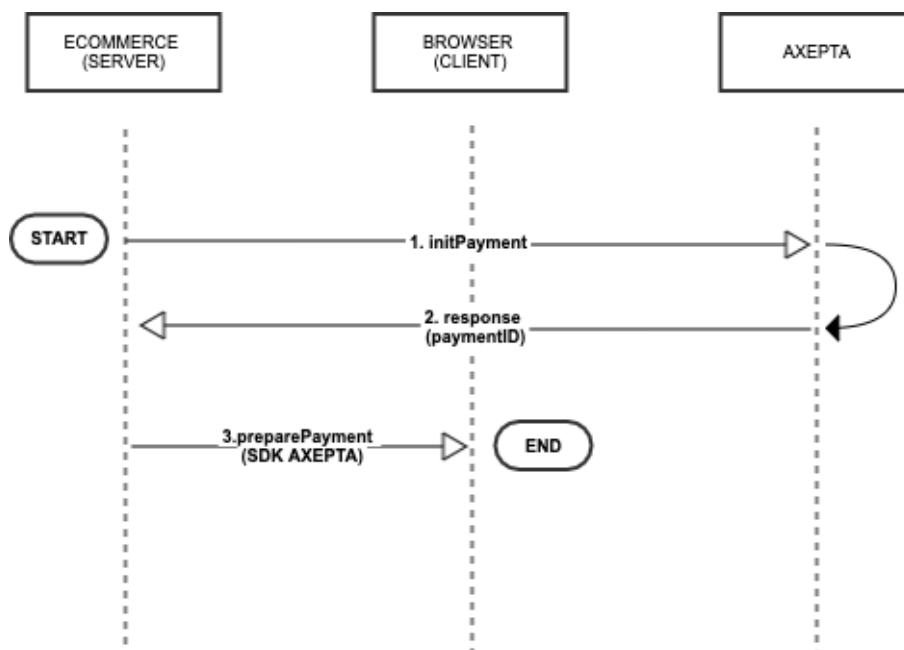 ECOMMERCE
(SERVER)
BROWSER
(CLIENT)
AXEPTA
START
1. initPayment
2. response
(paymentID)
3.preparePayment
(SDK AXEPTA)
END